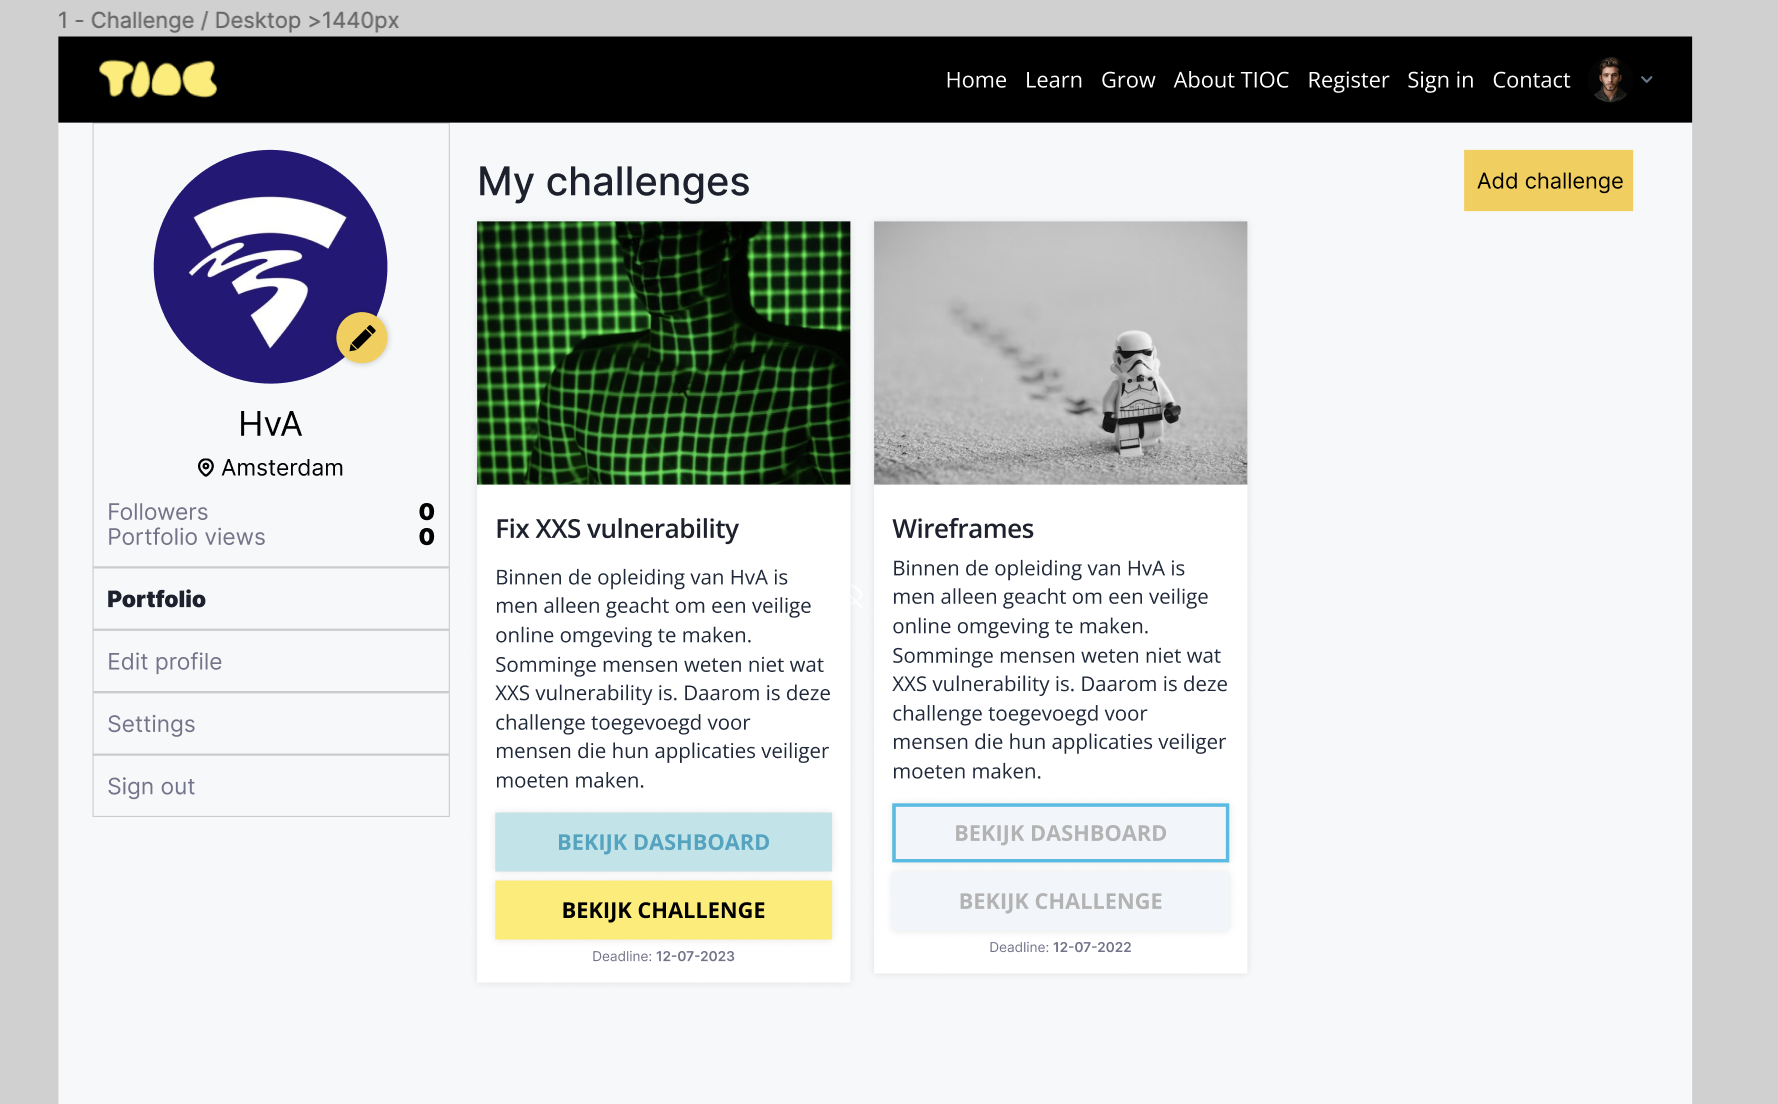 1 - Challenge / Desktop >1440px
TIOC
Home Learn Grow About TIOC Register Sign in Contact
HvA
Amsterdam
Followers 0
Portfolio views 0
Portfolio
Edit profile
Settings
Sign out
My challenges
Add challenge
Fix XXS vulnerability
Binnen de opleiding van HvA is
men alleen geacht om een veilige
online omgeving te maken.
Somminge mensen weten niet wat
XXS vulnerability is. Daarom is deze
challenge toegevoegd voor
mensen die hun applicaties veiliger
moeten maken.
BEKIJK DASHBOARD
BEKIJK CHALLENGE
Deadline: 12-07-2023
Wireframes
Binnen de opleiding van HvA is
men alleen geacht om een veilige
online omgeving te maken.
Somminge mensen weten niet wat
XXS vulnerability is. Daarom is deze
challenge toegevoegd voor
mensen die hun applicaties veiliger
moeten maken.
BEKIJK DASHBOARD
BEKIJK CHALLENGE
Deadline: 12-07-2022